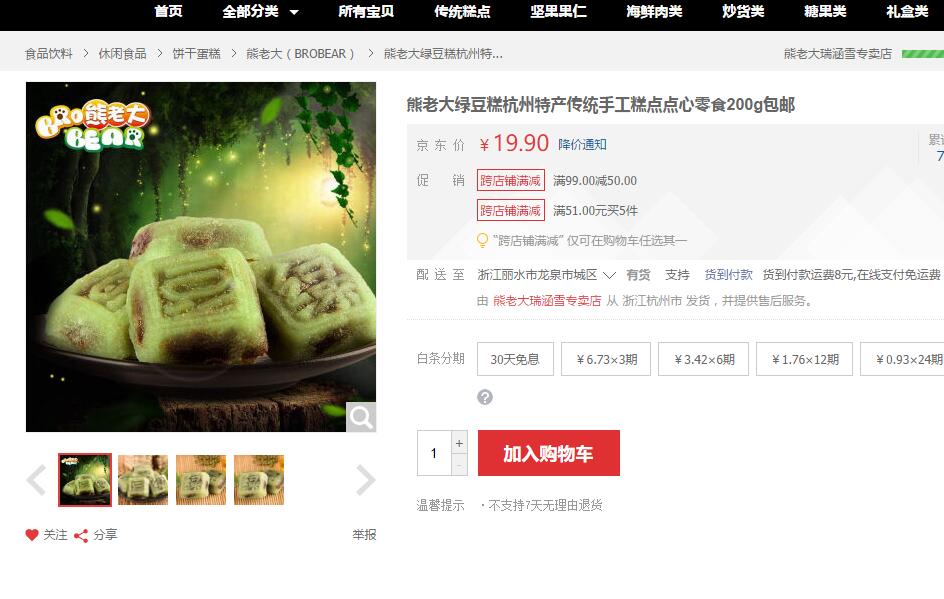 首页 全部分类 所有宝贝 传统糕点 坚果果仁 海鲜肉类 炒货类 糖果类 礼盒类
食品饮料 > 休闲食品 > 饼干蛋糕 > 熊老大（BROBEAR） > 熊老大绿豆糕杭州特... 熊老大瑞涵雪专卖店
BRO熊老大
BEAR
熊老大绿豆糕杭州特产传统手工糕点点心零食200g包邮
京东价 ￥19.90 降价通知 累
7
促销 跨店铺满减 满99.00减50.00
跨店铺满减 满51.00元买5件
“跨店铺满减” 仅可在购物车任选其一
配送至 浙江丽水市龙泉市城区 有货 支持 货到付款 货到付款运费8元,在线支付免运费
由 熊老大瑞涵雪专卖店 从 浙江杭州市 发货，并提供售后服务。
白条分期 30天免息 ￥6.73×3期 ￥3.42×6期 ￥1.76×12期 ￥0.93×24期
?
1 + - 加入购物车
温馨提示 ·不支持7天无理由退货
关注 分享 举报